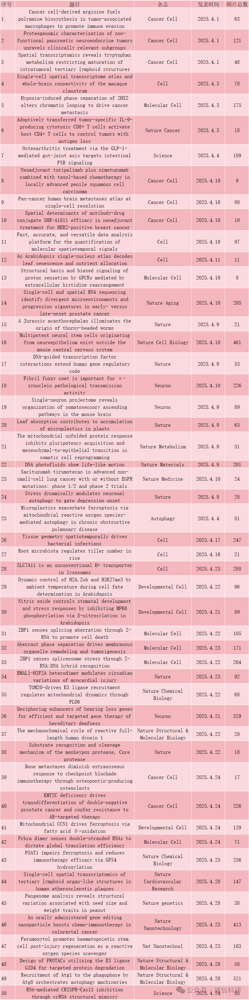 序号 题目 杂志 发表时间 图片总数
1 Cancer cell-derived arginine fuels polyamine biosynthesis in tumor-associated macrophages to promote immune evasion Cancer Cell 2025.4.1 63
2 Proteogenomic characterization of non-functional pancreatic neuroendocrine tumors unravels clinically relevant subgroups Cancer Cell 2025.4.1 121
3 Spatial transcriptomics reveals tryptophan metabolism restricting maturation of intratumoral tertiary lymphoid structures Cancer Cell 2025.4.1 48
4 Single-cell spatial transcriptome atlas and whole-brain connectivity of the macaque claustrum Cell 2025.4.3 78
5 Hypoxia-induced phase separation of ZHX2 alters chromatin looping to drive cancer metastasis Molecular Cell 2025.4.3 175
6 Adoptively transferred tumor-specific IL-9-producing cytotoxic CD8+ T cells activate host CD4+ T cells to control tumors with antigen loss Nature Cancer 2025.4.3 18
7 Osteoarthritis treatment via the GLP-1-mediated gut-joint axis targets intestinal FXR signaling Science 2025.4.4 109
8 Neoadjuvant toripalimab plus nimotuzumab combined with taxol-based chemotherapy in locally advanced penile squamous cell carcinoma Cancer Cell 2025.4.10 9
9 Pan-cancer human brain metastases atlas at single-cell resolution Cancer Cell 2025.4.10 80
10 Spatial determinants of antibody-drug conjugate SHR-A1811 efficacy in neoadjuvant treatment for HER2-positive breast cancer Cancer Cell 2025.4.10 10
11 Fast, accurate, and versatile data analysis platform for the quantification of molecular spatiotemporal signals Cell 2025.4.10 97
12 An Arabidopsis single-nucleus atlas decodes leaf senescence and nutrient allocation Cell 2025.4.11 11
13 Structural basis and biased signaling of proton sensation by GPCRs mediated by extracellular histidine rearrangement Molecular Cell 2025.4.10 8
14 Single-cell and spatial RNA sequencing identify divergent microenvironments and progression signatures in early- versus late-onset prostate cancer Nature Aging 2025.4.10 205
15 A Jurassic acanthocephalan illuminates the origin of thorny-headed worms Nature 2025.4.9 21
16 Multipotent neural stem cells originating from neuroepithelium exist outside the mouse central nervous system Nature Cell Biology 2025.4.10 461
17 DNA-guided transcription factor interactions extend human gene regulatory code Nature 2025.4.9 53
18 Fibril fuzzy coat is important for α-synuclein pathological transmission activity Neuron 2025.4.10 226
19 Single-neuron projectome reveals organization of somatosensory ascending pathways in the mouse brain Neuron 2025.4.9 89
20 Leaf absorption contributes to accumulation of microplastics in plants Nature 2025.4.9 63
21 The mitochondrial unfolded protein response inhibits pluripotency acquisition and mesenchymal-to-epithelial transition in somatic cell reprogramming Nature Metabolism 2025.4.9 31
22 DNA photofluids show life-like motion Nature Materials 2025.4.9 201
23 Sacituzumab tirumotecan in advanced non-small-cell lung cancer with or without EGFR mutations: phase 1/2 and phase 2 trials Nature Medicine 2025.4.10 24
24 Stress dynamically modulates neuronal autophagy to gate depression onset Nature 2025.4.9 28
25 Microplastics exacerbate ferroptosis via mitochondrial reactive oxygen species-mediated autophagy in chronic obstructive pulmonary disease Autophagy 2025.4.4 81
26 Tissue geometry spatiotemporally drives bacterial infections Cell 2025.4.17 247
27 Root microbiota regulates tiller number in rice Cell 2025.4.16 21
28 SLC7A11 is an unconventional H+ transporter in lysosomes Cell 2025.4.23 288
29 Dynamic control of H2A.Zub and H3K27me3 by ambient temperature during cell fate determination in Arabidopsis Developmental Cell 2025.4.22 96
30 Nitric oxide controls stomatal development and stress responses by inhibiting MPK6 phosphorylation via S-nitrosylation in Arabidopsis Developmental Cell 2025.4.21 89
31 ZBP1 senses splicing aberration through Z-RNA to promote cell death Molecular Cell 2025.4.22 105
32 Aberrant phase separation drives membranous organelle remodeling and tumorigenesis Molecular Cell 2025.4.23 171
33 ZBP1 senses spliceosome stress through Z-RNA:DNA hybrid recognition Molecular Cell 2025.4.22 204
34 BMAL1-HIF2A heterodimer modulates circadian variations of myocardial injury Nature 2025.4.23 92
35 TOM20-driven E3 ligase recruitment regulates mitochondrial dynamics through PLD6 Nature Chemical Biology 2025.4.22 68
36 Deciphering enhancers of hearing loss genes for efficient and targeted gene therapy of hereditary deafness Neuron 2025.4.21 529
37 The mechanochemical cycle of reactive full-length human dynein 1 Nature Structural & Molecular Biology 2025.4.22 20
38 Substrate recognition and cleavage mechanism of the monkeypox protease, Core protease Nature 2025.4.22 18
39 Bone metastases diminish extraosseous response to checkpoint blockade immunotherapy through osteopontin-producing osteoclasts Cancer Cell 2025.4.24 17
40 KMT2C deficiency drives transdifferentiation of double-negative prostate cancer and confer resistance to AR-targeted therapy Cancer Cell 2025.4.24 226
41 Mitochondrial CCN1 drives ferroptosis via fatty acid β-oxidation Developmental Cell 2025.4.24 129
42 Prkra dimer senses double-stranded RNAs to dictate global translation efficiency Molecular Cell 2025.4.24 71
43 PSAT1 impairs ferroptosis and reduces immunotherapy efficacy via GPX4 hydroxylation Nature Chemical Biology 2025.4.25 256
44 Single-cell spatial transcriptomics of tertiary lymphoid organ-like structures in human atherosclerotic plaques Nature Cardiovascular Research 2025.4.28 147
45 Pangenome analysis reveals structural variation associated with seed size and weight traits in peanut Nature genetics 2025.4.28 38
46 An orally administered gene editing nanoparticle boosts chemo-immunotherapy in colorectal cancer Nature Nanotechnology 2025.4.23 413
47 Ferumoxytol promotes haematopoietic stem cell post-injury regeneration as a reactive oxygen species scavenger Nat Nanotechnol 2025.4.23 103
48 Design of PROTACs utilizing the E3 ligase GID4 for targeted protein degradation Nature Structural & Molecular Biology 2025.4.28 58
49 Recruitment of Atg1 to the phagophore by Atg8 orchestrates autophagy machineries Nature Structural & Molecular Biology 2025.4.28 521
50 RNA-mediated CRISPR-Cas13 inhibition through crRNA structural mimicry Science 2025.4.24 85
公众号 · 诚信科研